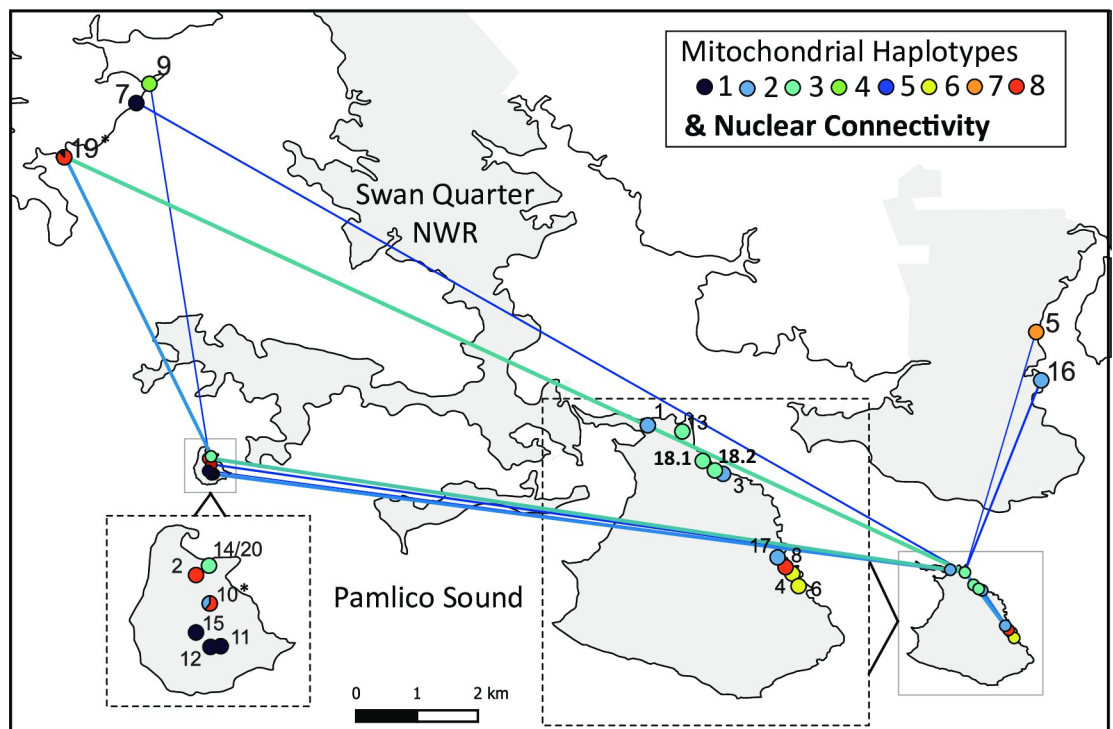 Mitochondrial Haplotypes
1 2 3 4 5 6 7 8
& Nuclear Connectivity
9
7
19*
Swan Quarter
NWR
5
16
1
13
18.1
18.2
3
17
8
4
6
14/20
2
10*
15
11
12
Pamlico Sound
0 1 2 km